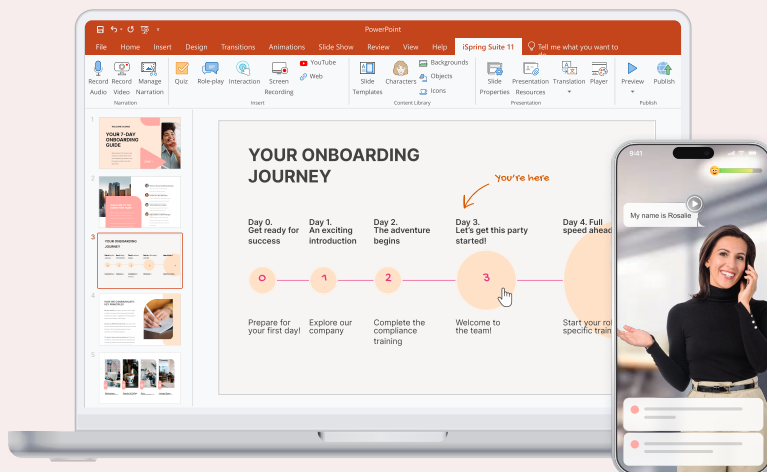 PowerPoint
File Home Insert Design Transitions Animations Slide Show Review View Help iSpring Suite 11 Tell me what you want to do
Record Audio
Record Video
Manage Narration
Narration
Quiz
Role-play
Interaction
Screen Recording
YouTube
Web
Insert
Slide Templates
Characters
Backgrounds
Objects
Icons
Content Library
Slide Properties
Presentation Resources
Translation
Player
Presentation
Preview
Publish
Publish
1
YOUR 7-DAY
ONBOARDING
GUIDE
2
3
YOUR ONBOARDING
JOURNEY
4
5
YOUR ONBOARDING
JOURNEY
You're here
Day 0.
Get ready for
success
Day 1.
An exciting
introduction
Day 2.
The adventure
begins
Day 3.
Let's get this party
started!
Day 4. Full
speed ahead
0
1
2
3
Prepare for
your first day!
Explore our
company
Complete the
compliance
training
Welcome to
the team!
Start your rol
specific train
9:41
My name is Rosalie